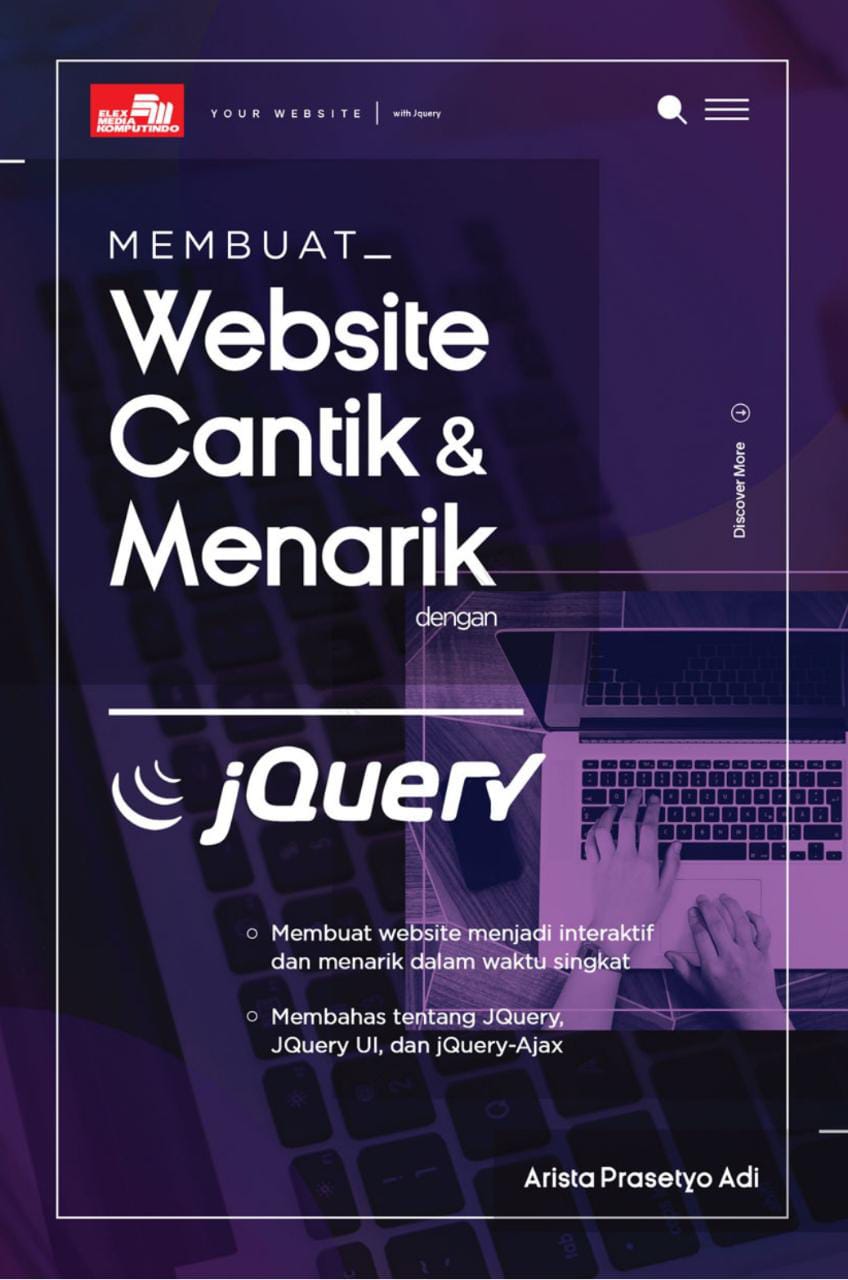 ELEX
MEDIA
KOMPUTINDO
YOUR WEBSITE | with Jquery
MEMBUAT_
Website
Cantik &
Menarik
dengan
jQuery
Discover More
○ Membuat website menjadi interaktif
dan menarik dalam waktu singkat
○ Membahas tentang JQuery,
JQuery UI, dan jQuery-Ajax
Arista Prasetyo Adi